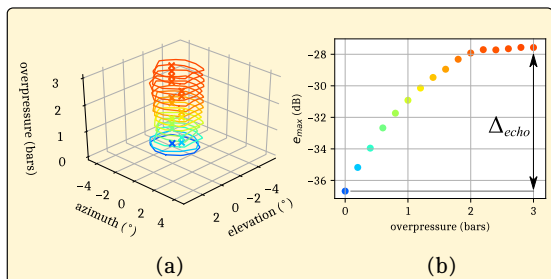 overpressure (bars)
3
2
1
0
−4
−2
0
2
4
azimuth (°)
4
2
0
−2
−4
elevation (°)
(a)
e_max (dB)
−28
−30
−32
−34
−36
Δ_echo
0 1 2 3
overpressure (bars)
(b)